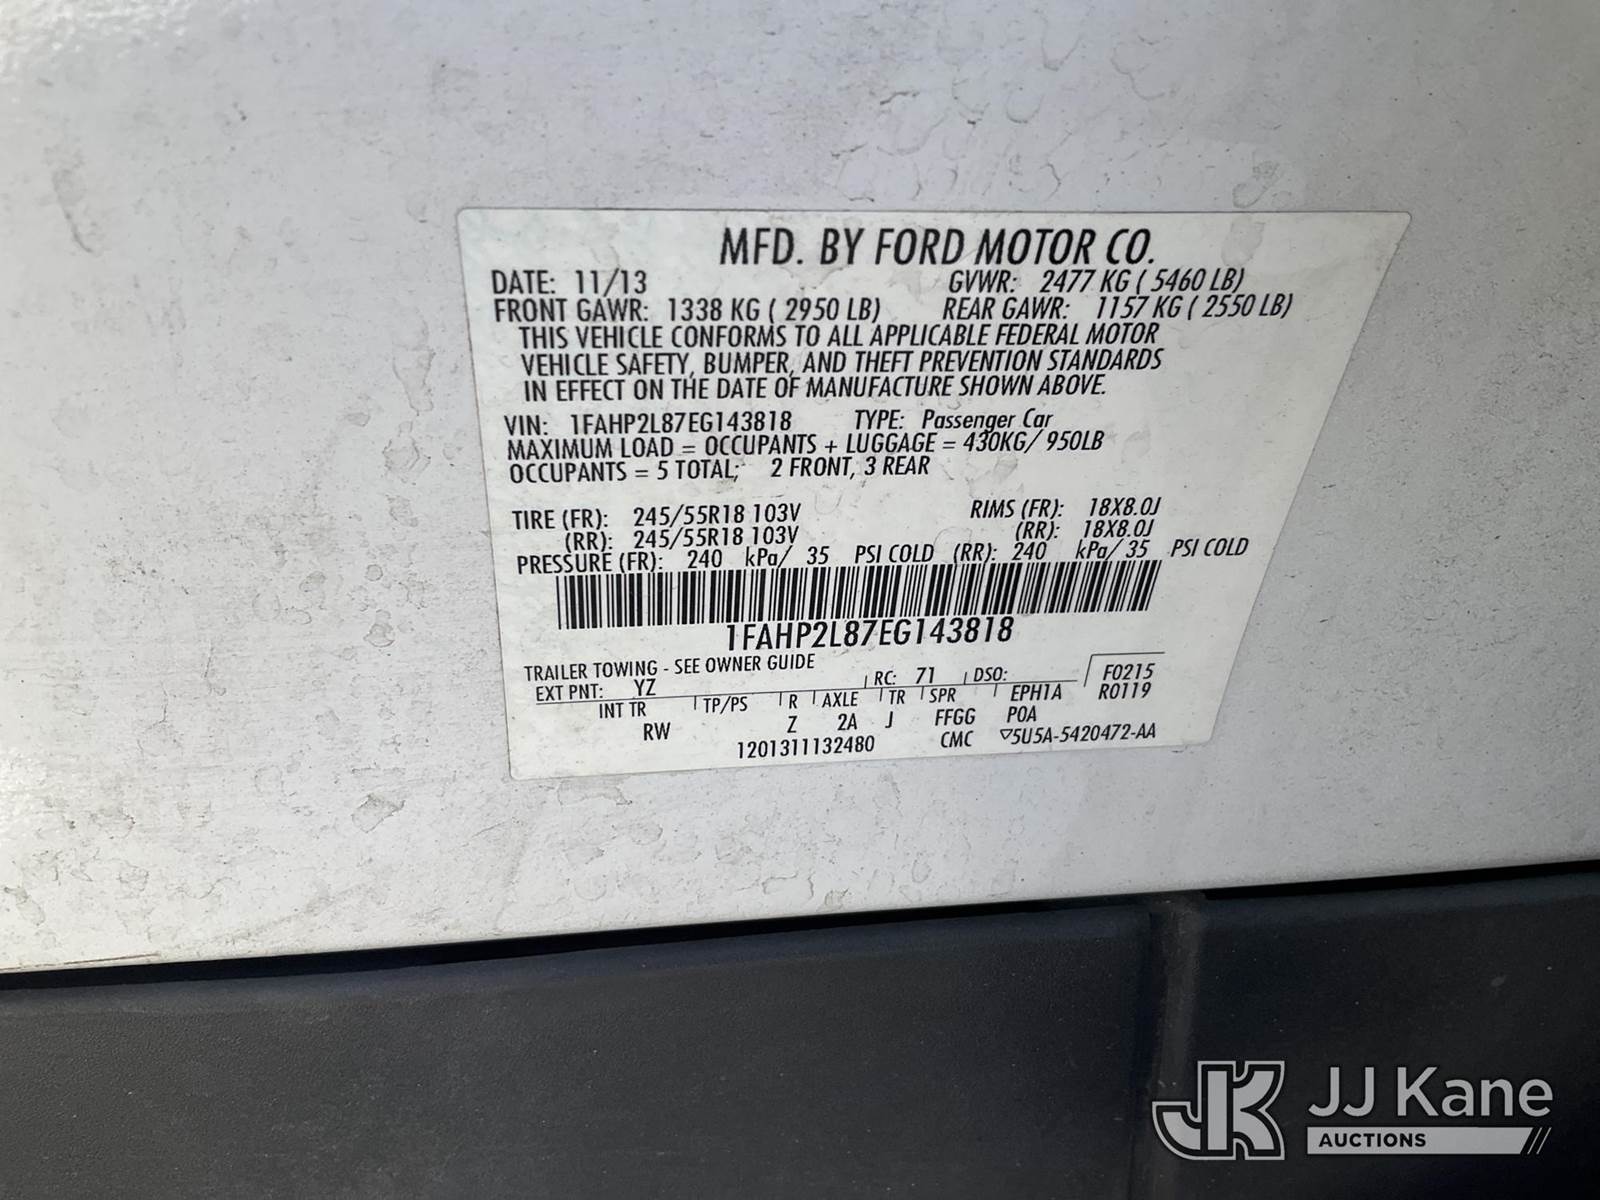 MFD. BY FORD MOTOR CO.
DATE: 11/13 GVWR: 2477 KG ( 5460 LB)
FRONT GAWR: 1338 KG ( 2950 LB) REAR GAWR: 1157 KG ( 2550 LB)
THIS VEHICLE CONFORMS TO ALL APPLICABLE FEDERAL MOTOR
VEHICLE SAFETY, BUMPER, AND THEFT PREVENTION STANDARDS
IN EFFECT ON THE DATE OF MANUFACTURE SHOWN ABOVE.
VIN: 1FAHP2L87EG143818 TYPE: Passenger Car
MAXIMUM LOAD = OCCUPANTS + LUGGAGE = 430KG/ 950LB
OCCUPANTS = 5 TOTAL; 2 FRONT, 3 REAR
TIRE (FR): 245/55R18 103V RIMS (FR): 18X8.0J
(RR): 245/55R18 103V (RR): 18X8.0J
PRESSURE (FR): 240 kPa/ 35 PSI COLD (RR): 240 kPa/ 35 PSI COLD
1FAHP2L87EG143818
TRAILER TOWING - SEE OWNER GUIDE
EXT PNT: YZ RC: 71 DSO: F0215
INT TR TP/PS R AXLE TR SPR EPH1A R0119
RW Z 2A J FFGG P0A
1201311132480 CMC ▽5U5A-5420472-AA
JK JJ Kane
AUCTIONS